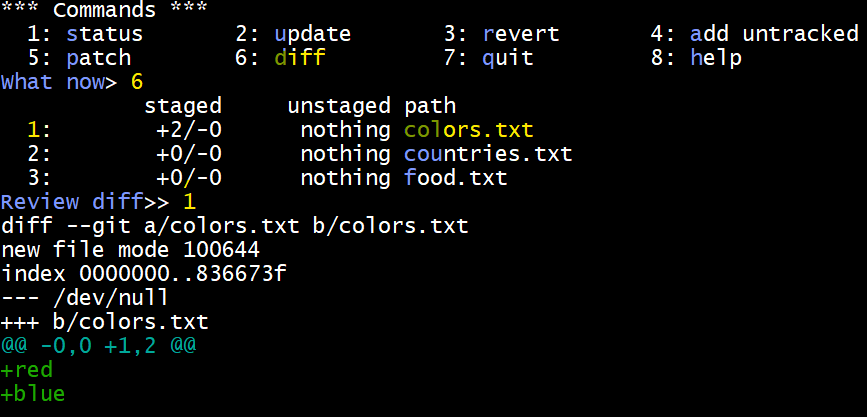 *** Commands ***
  1: status       2: update       3: revert       4: add untracked
  5: patch        6: diff         7: quit         8: help
What now> 6
           staged     unstaged path
  1:        +2/-0      nothing colors.txt
  2:        +0/-0      nothing countries.txt
  3:        +0/-0      nothing food.txt
Review diff>> 1
diff --git a/colors.txt b/colors.txt
new file mode 100644
index 0000000..836673f
--- /dev/null
+++ b/colors.txt
@@ -0,0 +1,2 @@
+red
+blue